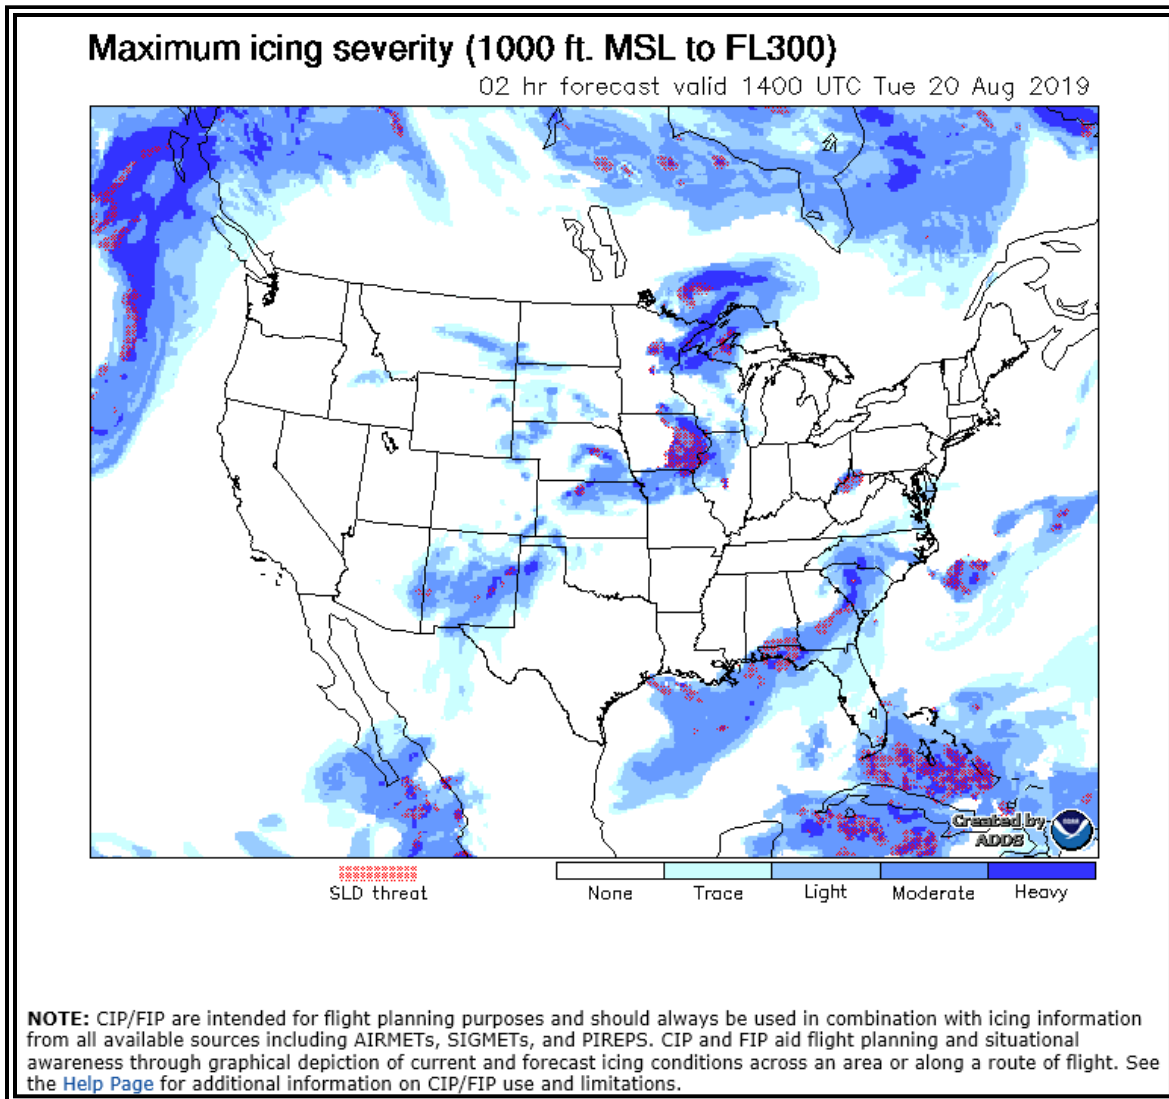 Maximum icing severity (1000 ft. MSL to FL300)
02 hr forecast valid 1400 UTC Tue 20 Aug 2019
Created by
ADDS
SLD threat
None Trace Light Moderate Heavy
NOTE: CIP/FIP are intended for flight planning purposes and should always be used in combination with icing information
from all available sources including AIRMETs, SIGMETs, and PIREPS. CIP and FIP aid flight planning and situational
awareness through graphical depiction of current and forecast icing conditions across an area or along a route of flight. See
the Help Page for additional information on CIP/FIP use and limitations.